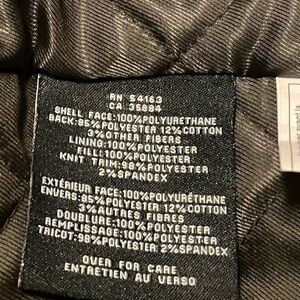 RN 54163
CA 35894
SHELL FACE:100%POLYURETHANE
BACK:85%POLYESTER 12%COTTON
3%OTHER FIBERS
LINING:100%POLYESTER
FILL:100%POLYESTER
KNIT TRIM:98%POLYESTER
2%SPANDEX
EXTÉRIEUR FACE:100%POLYURÉTHANE
ENVERS:85%POLYESTER 12%COTTON
3%AUTRES FIBRES
DOUBLURE:100%POLYESTER
REMPLISSAGE:100%POLYESTER
TRICOT:98%POLYESTER 2%SPANDEX
OVER FOR CARE
ENTRETIEN AU VERSO